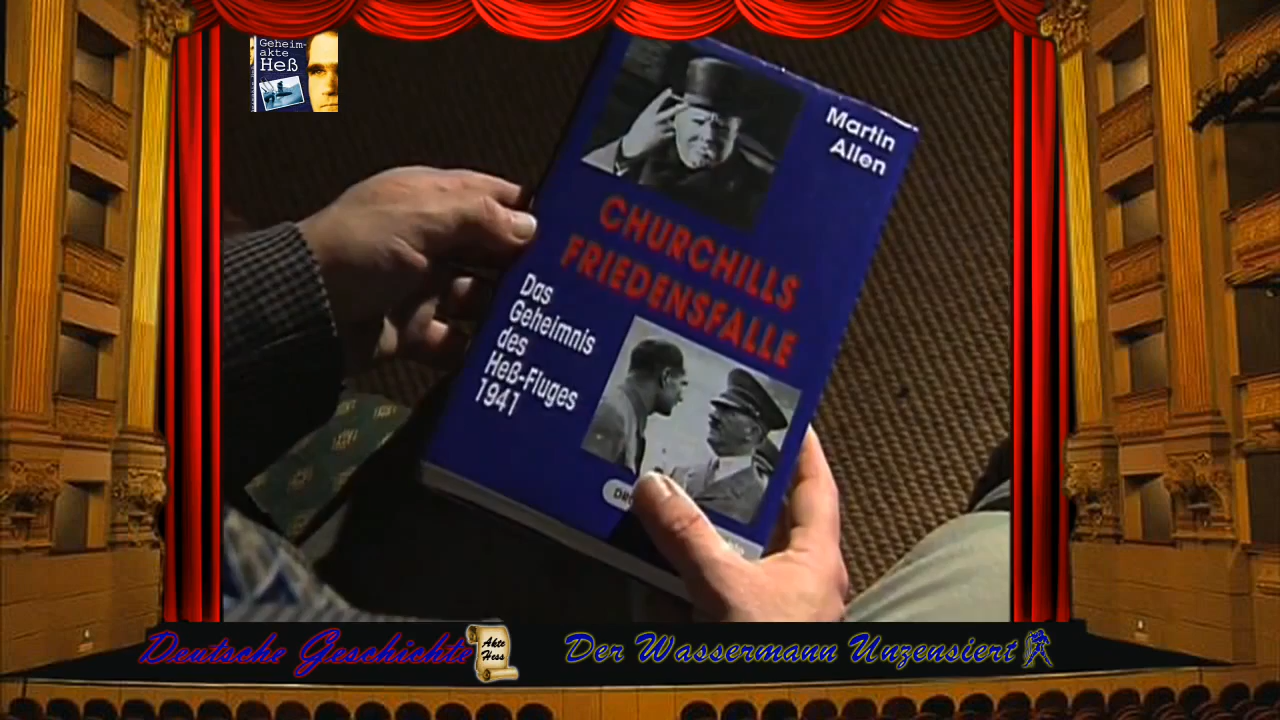 Geheim-
akte
Heß
Martin
Allen
CHURCHILLS
FRIEDENSFALLE
Das
Geheimnis
des
Heß-Fluges
1941
Deutsche Geschichte
Akte
Hess
Der Wassermann Unzensiert